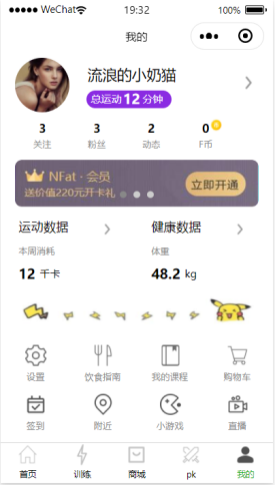 WeChat 19:32 100%
我的
流浪的小奶猫
总运动12分钟
3 3 2 0
关注 粉丝 动态 F币
NFat · 会员
送价值220元开卡礼
立即开通
运动数据 健康数据
本周消耗 体重
12 千卡 48.2 kg
设置 饮食指南 我的课程 购物车
签到 附近 小游戏 直播
首页 训练 商城 pk 我的